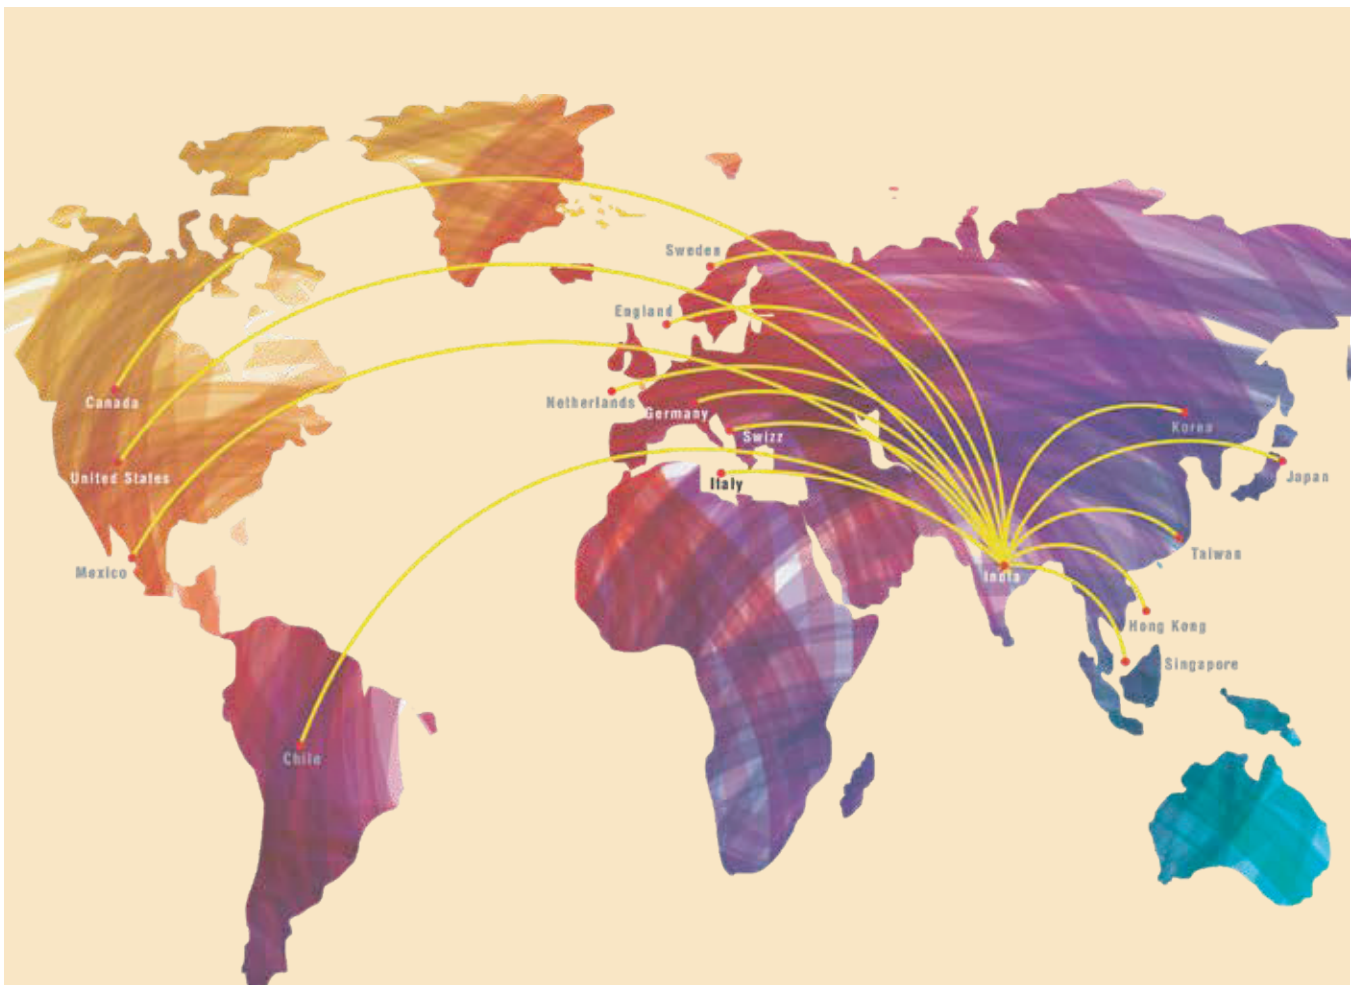 Sweden
England
Canada
Netherlands
Germany
Korea
Swizz
United States
Italy
Japan
Taiwan
Mexico
India
Hong Kong
Singapore
Chile